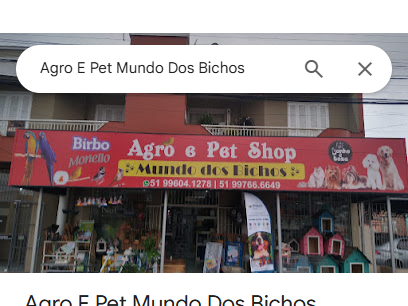 Agro E Pet Mundo Dos Bichos
Birbo
Monello
Agro e Pet Shop
Mundo dos Bichos
51 99604.1278 | 51 99766.6649
Agro E Pet Mundo Dos Bichos